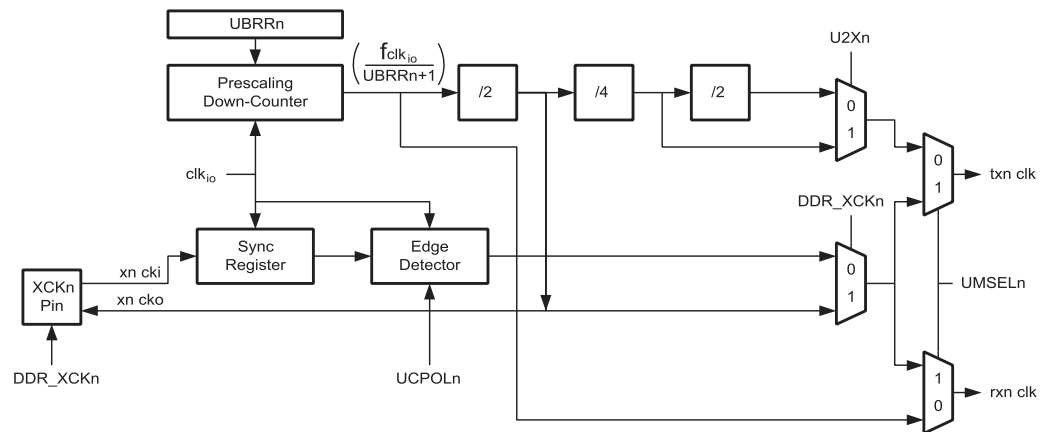 UBRRn
U2Xn
( fclkio
UBRRn+1 )
Prescaling
Down-Counter
/2
/4
/2
0
1
clkio
0
1
txn clk
DDR_XCKn
Sync
Register
Edge
Detector
0
1
xn cki
XCKn
Pin
xn cko
UMSELn
DDR_XCKn
UCPOLn
1
0
rxn clk